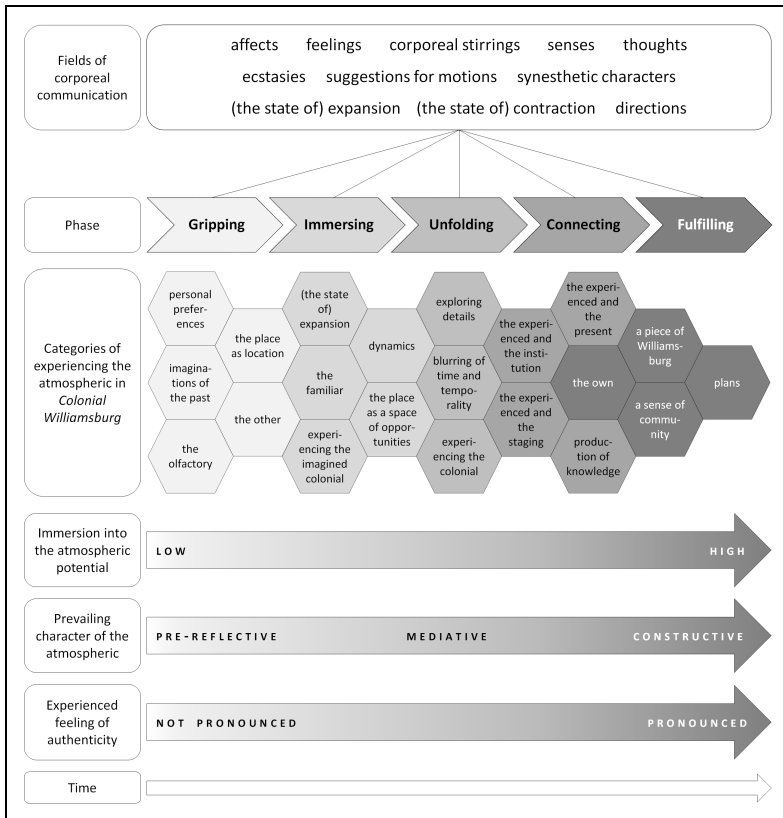 Fields of
corporeal
communication
affects feelings corporeal stirrings senses thoughts
ecstasies suggestions for motions synesthetic characters
(the state of) expansion (the state of) contraction directions
Phase
Gripping
Immersing
Unfolding
Connecting
Fulfilling
Categories of
experiencing the
atmospheric in
Colonial
Williamsburg
personal
prefer-
ences
imagina-
tions of
the past
the
olfactory
the place
as location
the other
(the state
of)
expansion
the
familiar
experi-
encing the
imagined
colonial
dynamics
the place
as a space
of oppor-
tunities
exploring
details
blurring of
time and
tempo-
rality
experi-
encing the
colonial
the experi-
enced and
the insti-
tution
the experi-
enced and
the
staging
the experi-
enced and
the
present
the own
produc-
tion of
knowledge
a piece of
Williams-
burg
a sense of
commu-
nity
plans
Immersion into
the atmospheric
potential
LOW
HIGH
Prevailing
character of the
atmospheric
PRE-REFLECTIVE
MEDIATIVE
CONSTRUCTIVE
Experienced
feeling of
authenticity
NOT PRONOUNCED
PRONOUNCED
Time